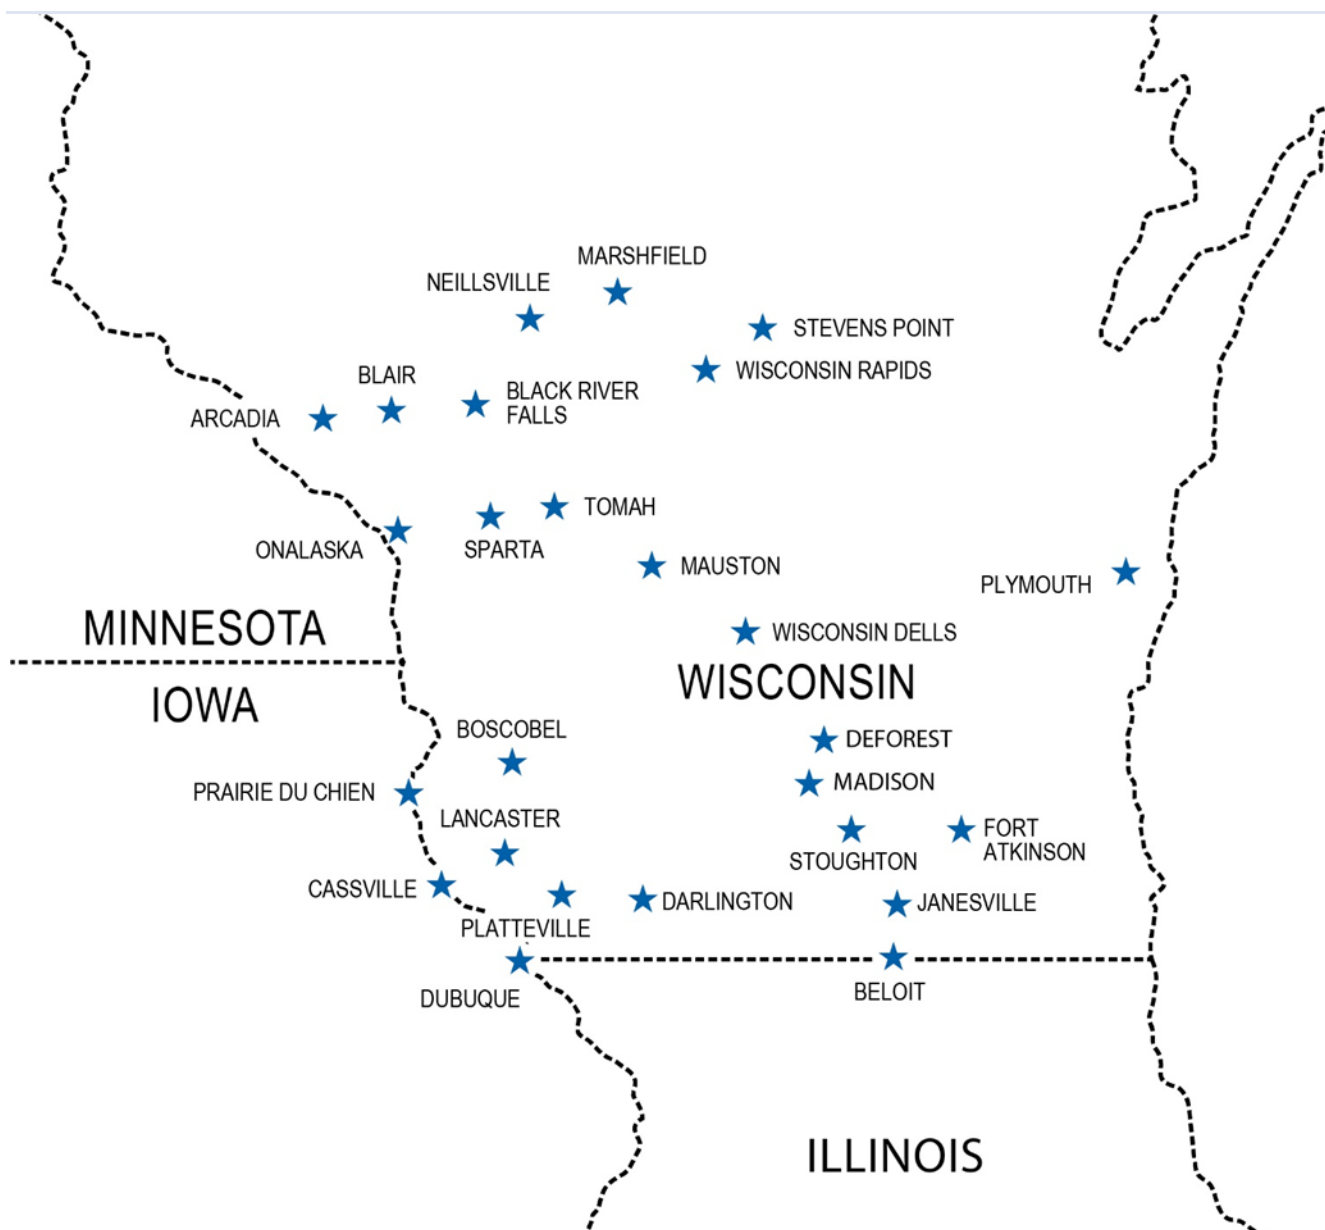 MARSHFIELD
NEILLSVILLE
STEVENS POINT
WISCONSIN RAPIDS
BLAIR
BLACK RIVER
FALLS
ARCADIA
TOMAH
ONALASKA
SPARTA
MAUSTON
PLYMOUTH
MINNESOTA
WISCONSIN DELLS
WISCONSIN
IOWA
BOSCOBEL
DEFOREST
MADISON
PRAIRIE DU CHIEN
LANCASTER
FORT
ATKINSON
STOUGHTON
CASSVILLE
DARLINGTON
JANESVILLE
PLATTEVILLE
DUBUQUE
BELOIT
ILLINOIS